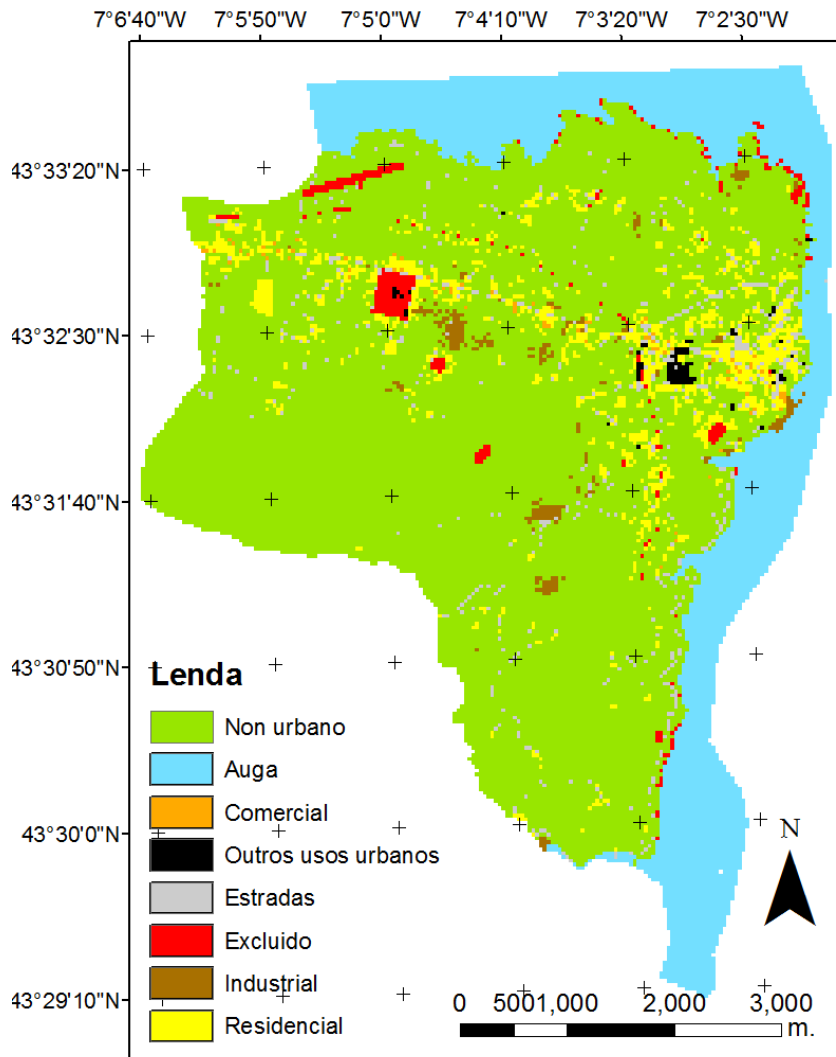 7°6'40"W 7°5'50"W 7°5'0"W 7°4'10"W 7°3'20"W 7°2'30"W
43°33'20"N
43°32'30"N
43°31'40"N
43°30'50"N
43°30'0"N
43°29'10"N
Lenda
Non urbano
Auga
Comercial
Outros usos urbanos
Estradas
Excluido
Industrial
Residencial
N
0 5001,000 2,000 3,000
m.